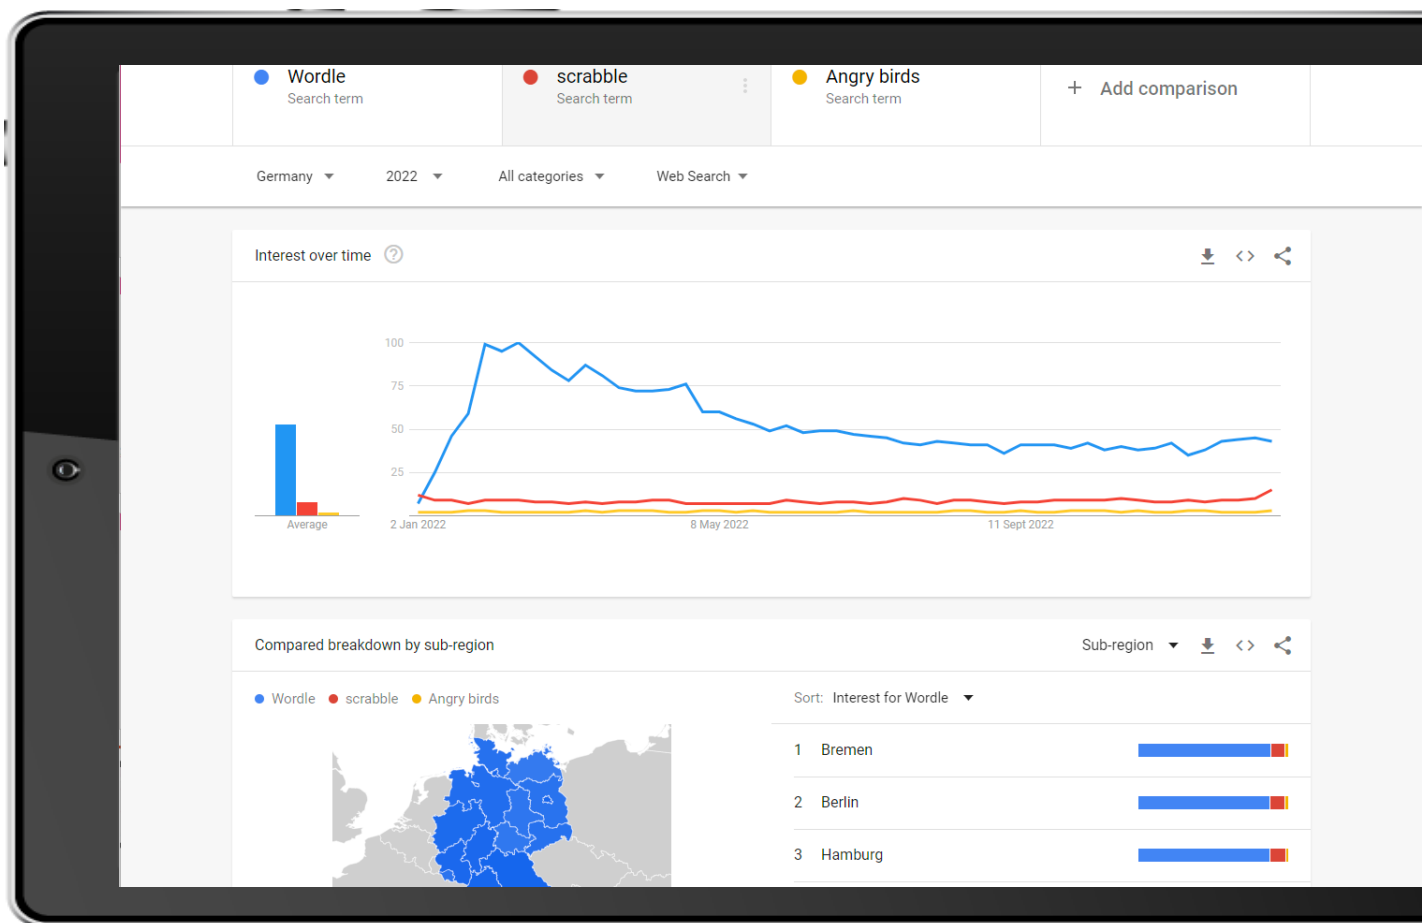 Wordle
Search term
scrabble
Search term
Angry birds
Search term
+ Add comparison
Germany
2022
All categories
Web Search
Interest over time
?
100
75
50
25
Average
2 Jan 2022
8 May 2022
11 Sept 2022
Compared breakdown by sub-region
Sub-region
Wordle
scrabble
Angry birds
Sort: Interest for Wordle
1 Bremen
2 Berlin
3 Hamburg